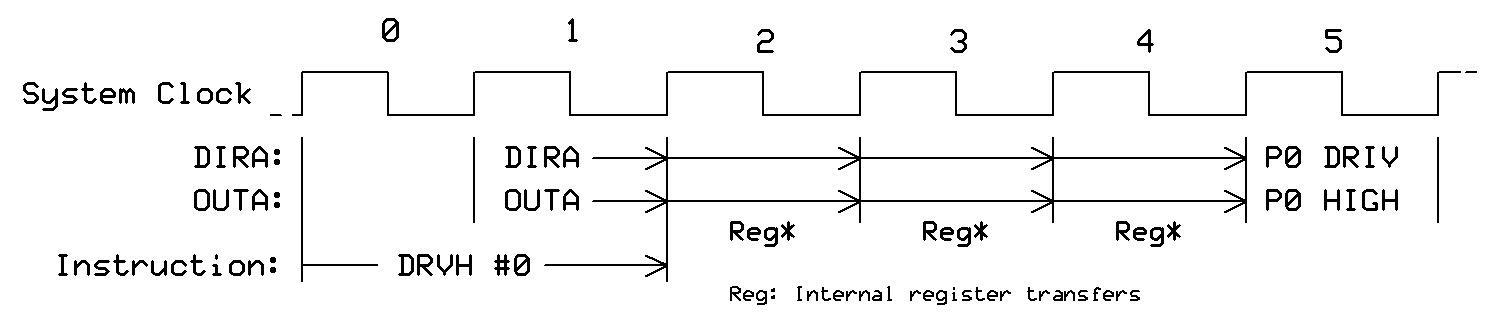 0 1 2 3 4 5
System Clock
DIRA: DIRA P0 DRIV
OUTA: OUTA P0 HIGH
Reg* Reg* Reg*
Instruction: DRVH #0
Reg: Internal register transfers